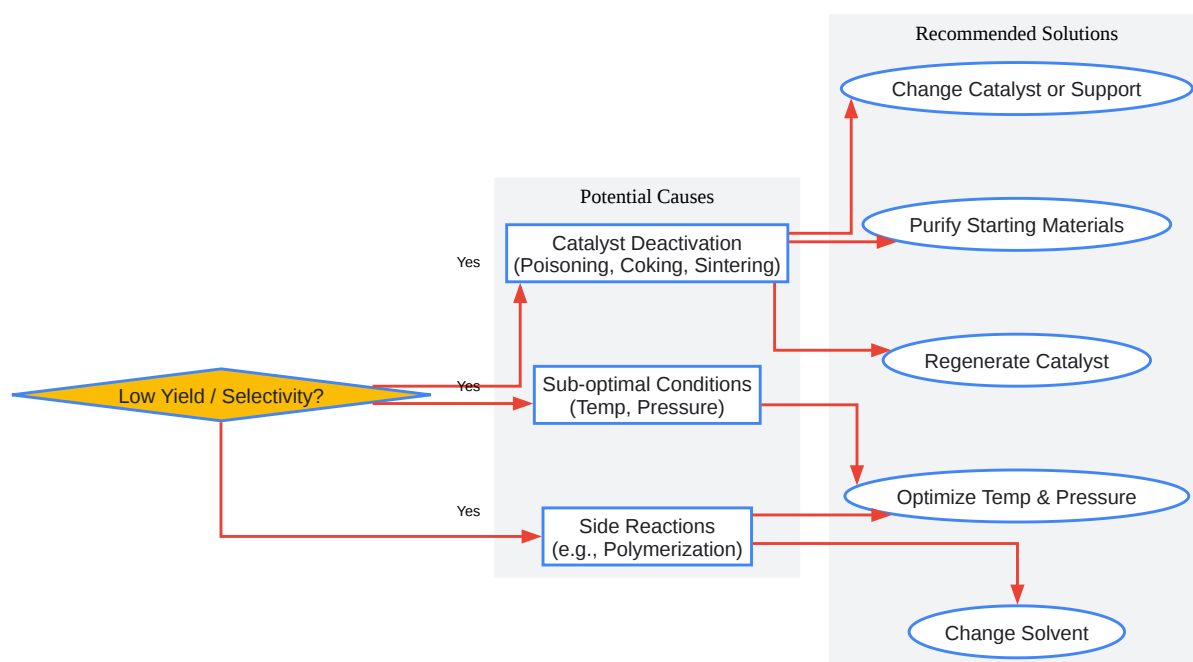 Recommended Solutions
Change Catalyst or Support
Potential Causes
Purify Starting Materials
Catalyst Deactivation
(Poisoning, Coking, Sintering)
Yes
Regenerate Catalyst
Low Yield / Selectivity?
Yes
Sub-optimal Conditions
(Temp, Pressure)
Optimize Temp & Pressure
Yes
Side Reactions
(e.g., Polymerization)
Change Solvent